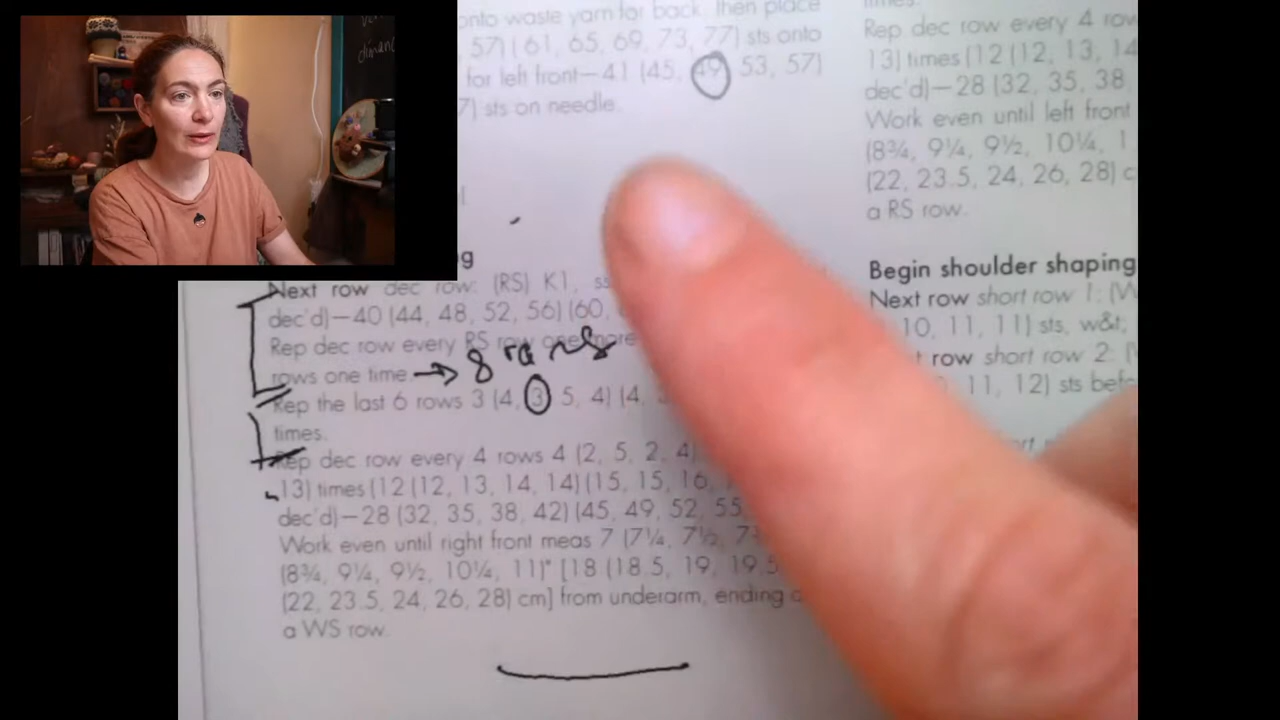 onto waste yarn for back, then place
57) (61, 65, 69, 73, 77) sts onto
for left front—41 (45, 49, 53, 57)
7) sts on needle.
Next row dec row: (RS) K1,
dec'd)—40 (44, 48, 52, 56) (60,
Rep dec row every RS row one more
rows one time. → 8
Rep the last 6 rows 3 (4, 3, 5, 4) (4,
times.
Rep dec row every 4 rows 4 (2, 5, 2, 4)
13) times (12 (12, 13, 14, 14) (15, 15, 16,
dec'd)—28 (32, 35, 38, 42) (45, 49, 52, 55
Work even until right front meas 7 (7¼, 7½,
(8¾, 9¼, 9½, 10¼, 11)" [18 (18.5, 19, 19.5
(22, 23.5, 24, 26, 28) cm] from underarm, ending
a WS row.
times.
Rep dec row every 4 row
13) times (12 (12, 13, 14
dec'd)—28 (32, 35, 38
Work even until left front
(8¾, 9¼, 9½, 10¼, 1
(22, 23.5, 24, 26, 28) c
a RS row.
Begin shoulder shaping
Next row short row 1: (W
10, 11, 11) sts, w&t;
row short row 2:
11, 12) sts bef